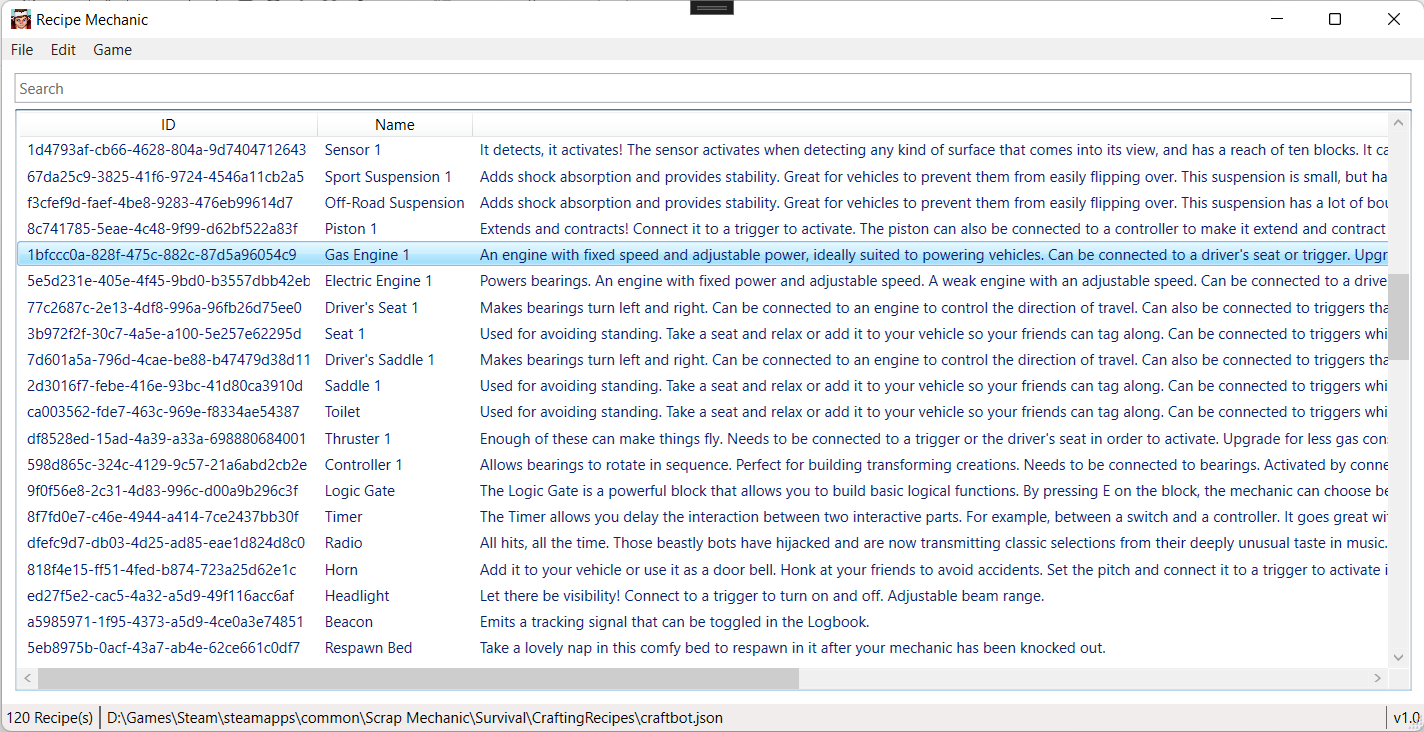 Recipe Mechanic
File Edit Game
Search
ID Name
1d4793af-cb66-4628-804a-9d7404712643 Sensor 1 It detects, it activates! The sensor activates when detecting any kind of surface that comes into its view, and has a reach of ten blocks. It ca
67da25c9-3825-41f6-9724-4546a11cb2a5 Sport Suspension 1 Adds shock absorption and provides stability. Great for vehicles to prevent them from easily flipping over. This suspension is small, but ha
f3cfef9d-faef-4be8-9283-476eb99614d7 Off-Road Suspension Adds shock absorption and provides stability. Great for vehicles to prevent them from easily flipping over. This suspension has a lot of bou
8c741785-5eae-4c48-9f99-d62bf522a83f Piston 1 Extends and contracts! Connect it to a trigger to activate. The piston can also be connected to a controller to make it extend and contract
1bfccc0a-828f-475c-882c-87d5a96054c9 Gas Engine 1 An engine with fixed speed and adjustable power, ideally suited to powering vehicles. Can be connected to a driver's seat or trigger. Upgr
5e5d231e-405e-4f45-9bd0-b3557dbb42eb Electric Engine 1 Powers bearings. An engine with fixed power and adjustable speed. A weak engine with an adjustable speed. Can be connected to a drive
77c2687c-2e13-4df8-996a-96fb26d75ee0 Driver's Seat 1 Makes bearings turn left and right. Can be connected to an engine to control the direction of travel. Can also be connected to triggers tha
3b972f2f-30c7-4a5e-a100-5e257e62295d Seat 1 Used for avoiding standing. Take a seat and relax or add it to your vehicle so your friends can tag along. Can be connected to triggers whi
7d601a5a-796d-4cae-be88-b47479d38d11 Driver's Saddle 1 Makes bearings turn left and right. Can be connected to an engine to control the direction of travel. Can also be connected to triggers tha
2d3016f7-febe-416e-93bc-41d80ca3910d Saddle 1 Used for avoiding standing. Take a seat and relax or add it to your vehicle so your friends can tag along. Can be connected to triggers whi
ca003562-fde7-463c-969e-f8334ae54387 Toilet Used for avoiding standing. Take a seat and relax or add it to your vehicle so your friends can tag along. Can be connected to triggers whi
df8528ed-15ad-4a39-a33a-698880684001 Thruster 1 Enough of these can make things fly. Needs to be connected to a trigger or the driver's seat in order to activate. Upgrade for less gas con
598d865c-324c-4129-9c57-21a6abd2cb2e Controller 1 Allows bearings to rotate in sequence. Perfect for building transforming creations. Needs to be connected to bearings. Activated by conne
9f0f56e8-2c31-4d83-996c-d00a9b296c3f Logic Gate The Logic Gate is a powerful block that allows you to build basic logical functions. By pressing E on the block, the mechanic can choose be
8f7fd0e7-c46e-4944-a414-7ce2437bb30f Timer The Timer allows you delay the interaction between two interactive parts. For example, between a switch and a controller. It goes great wi
dfefc9d7-db03-4d25-ad85-eae1d824d8c0 Radio All hits, all the time. Those beastly bots have hijacked and are now transmitting classic selections from their deeply unusual taste in music.
818f4e15-ff51-4fed-b874-723a25d62e1c Horn Add it to your vehicle or use it as a door bell. Honk at your friends to avoid accidents. Set the pitch and connect it to a trigger to activate i
ed27f5e2-cac5-4a32-a5d9-49f116acc6af Headlight Let there be visibility! Connect to a trigger to turn on and off. Adjustable beam range.
a5985971-1f95-4373-a5d9-4ce0a3e74851 Beacon Emits a tracking signal that can be toggled in the Logbook.
5eb8975b-0acf-43a7-ab4e-62ce661c0df7 Respawn Bed Take a lovely nap in this comfy bed to respawn in it after your mechanic has been knocked out.
120 Recipe(s) D:\Games\Steam\steamapps\common\Scrap Mechanic\Survival\CraftingRecipes\craftbot.json v1.0